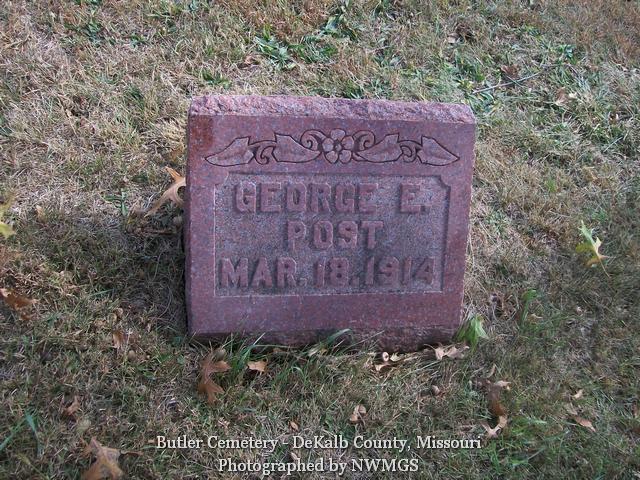 GEORGE E.
POST
MAR. 18, 1914
Butler Cemetery - DeKalb County, Missouri
Photographed by NWMGS